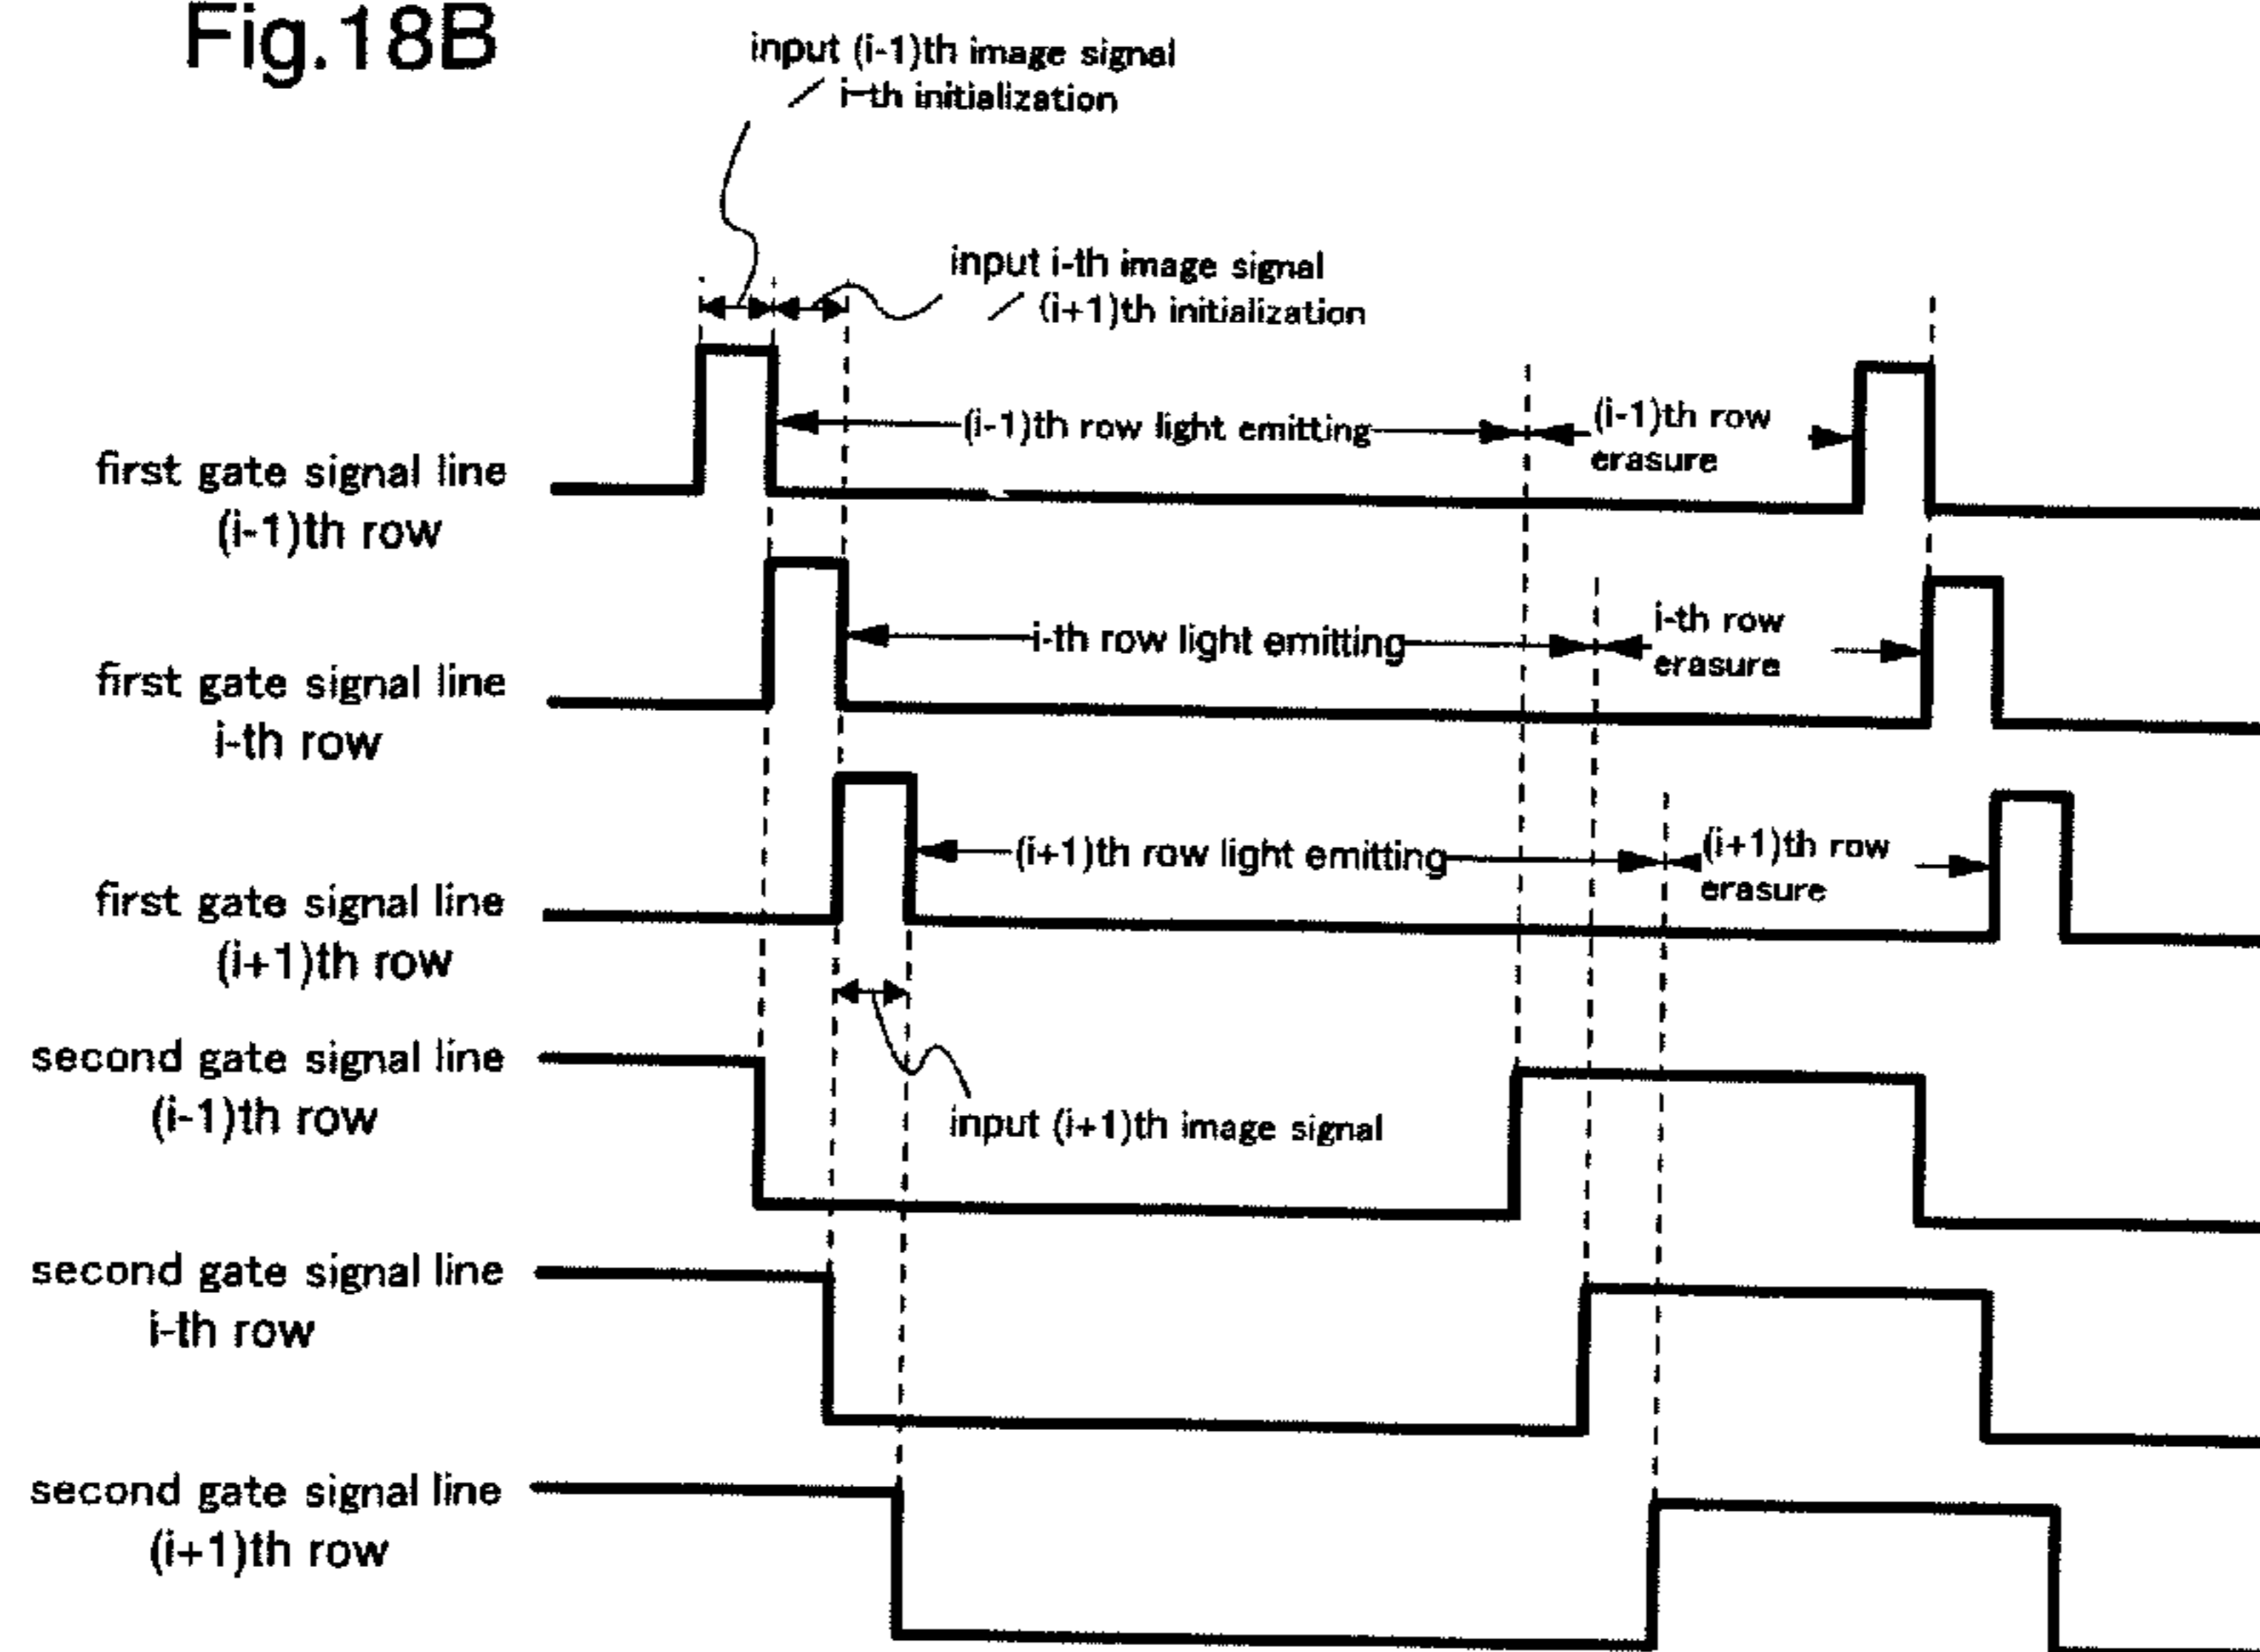 Fig.18B
input (i-1)th image signal
／ i-th initialization
input i-th image signal
／ (i+1)th initialization
(i-1)th row light emitting
(i-1)th row
erasure
first gate signal line
(i-1)th row
i-th row light emitting
i-th row
erasure
first gate signal line
i-th row
(i+1)th row light emitting
(i+1)th row
erasure
first gate signal line
(i+1)th row
second gate signal line
(i-1)th row
input (i+1)th image signal
second gate signal line
i-th row
second gate signal line
(i+1)th row